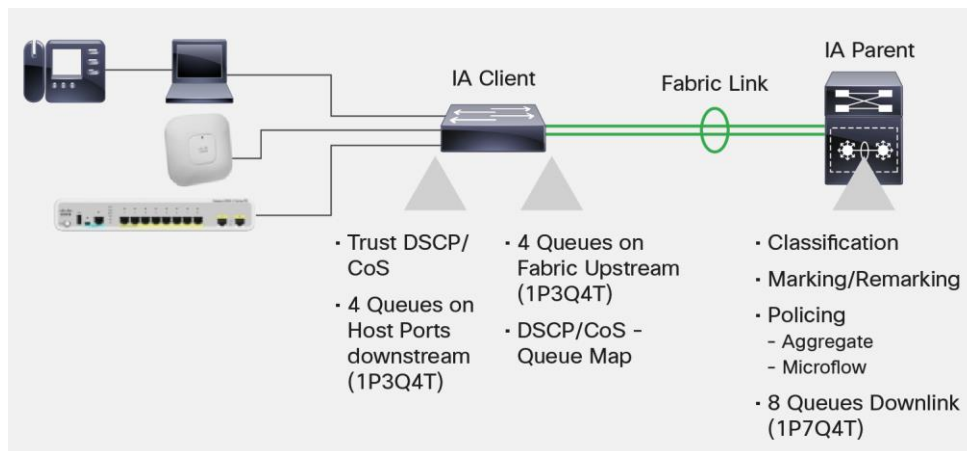 IA Parent
IA Client
Fabric Link
· Trust DSCP/
CoS
· 4 Queues on
Host Ports
downstream
(1P3Q4T)
· 4 Queues on
Fabric Upstream
(1P3Q4T)
· DSCP/CoS –
Queue Map
· Classification
· Marking/Remarking
· Policing
– Aggregate
– Microflow
· 8 Queues Downlink
(1P7Q4T)